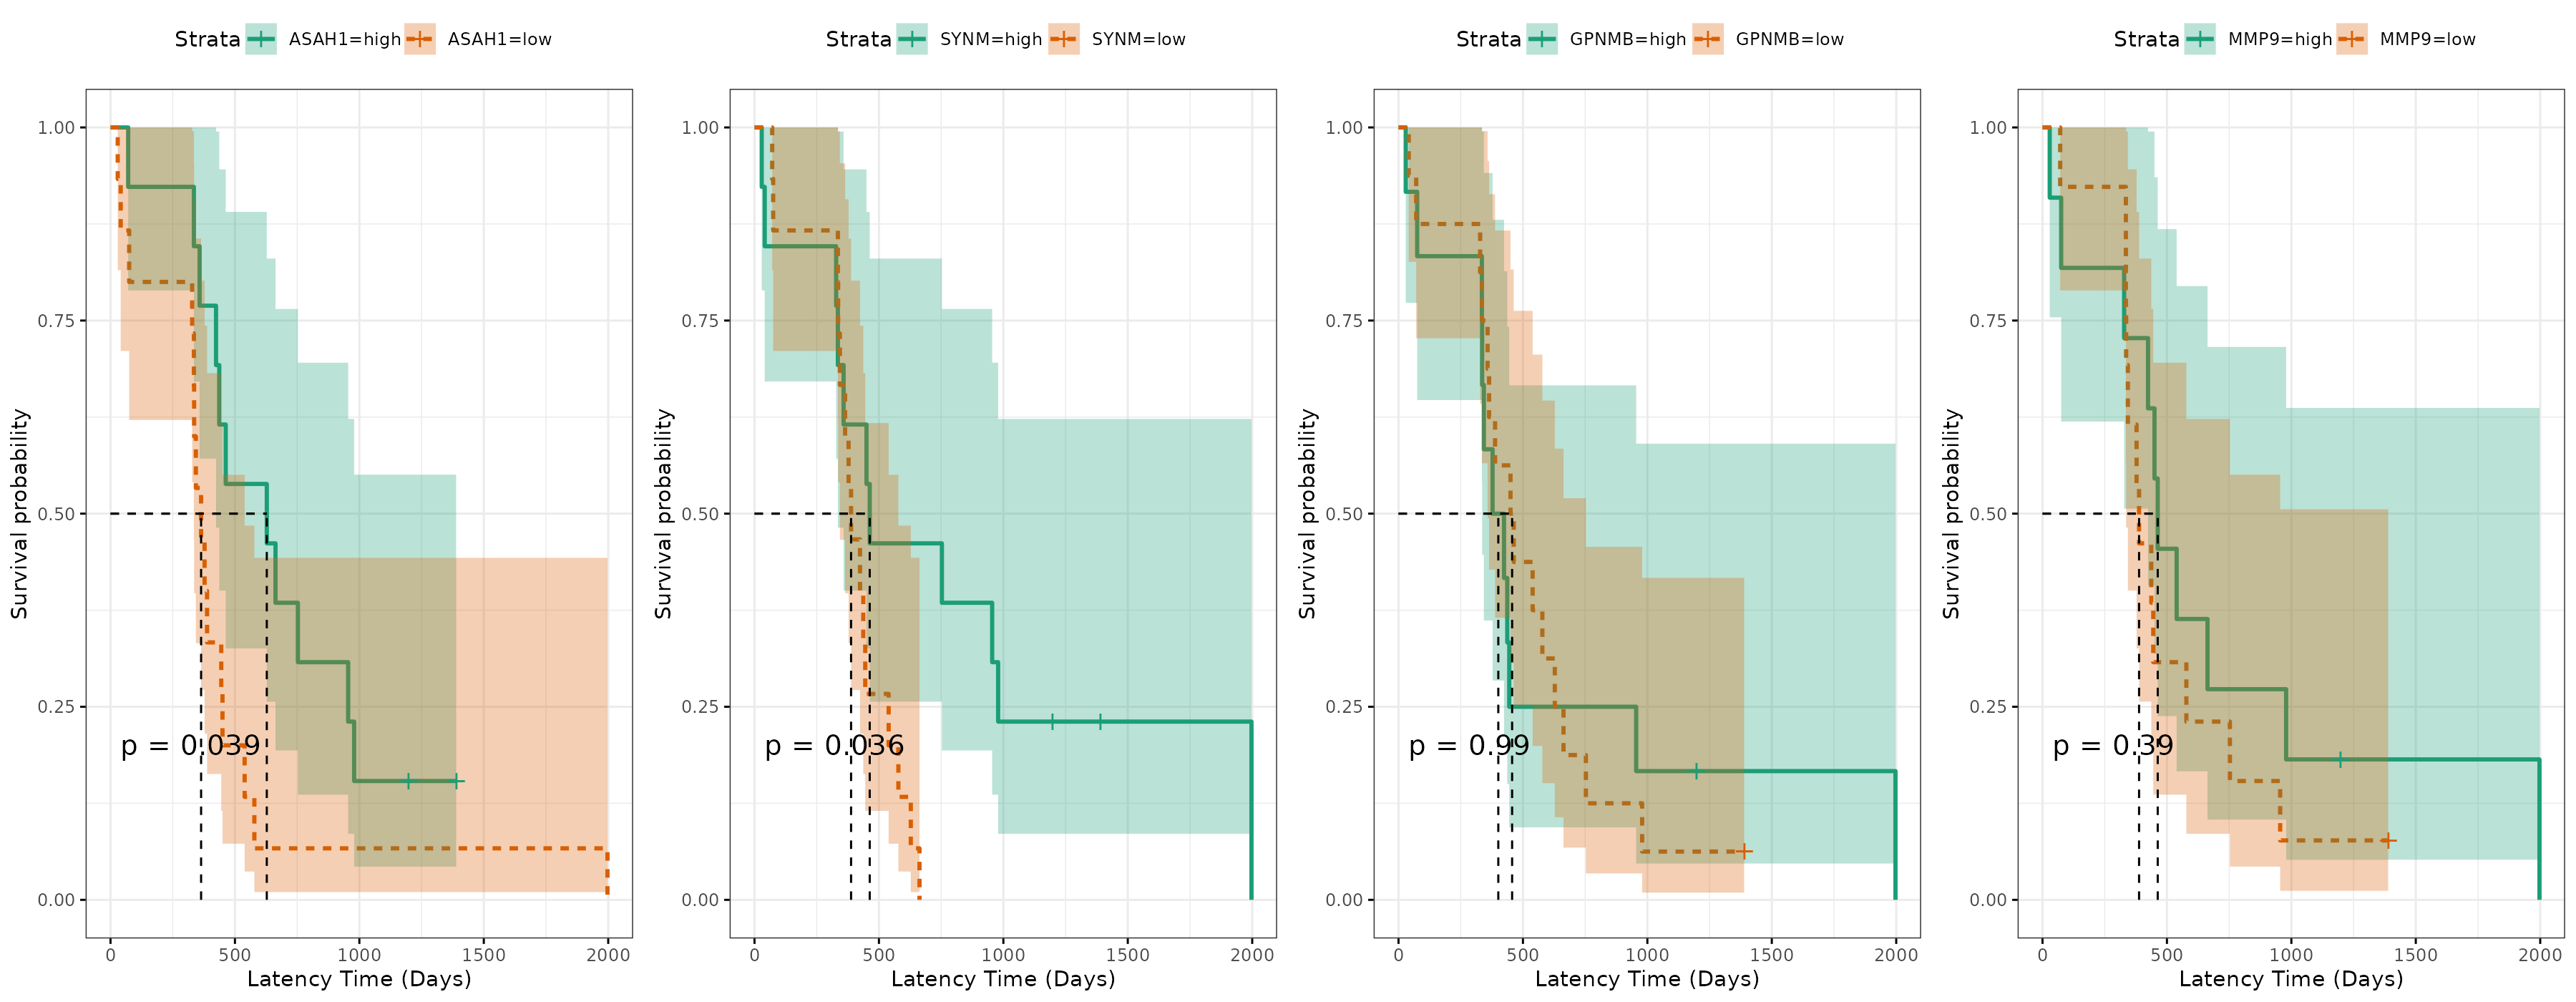 Strata ASAH1=high ASAH1=low
1.00
0.75
0.50
0.25
0.00
Survival probability
p = 0.039
0 500 1000 1500 2000
Latency Time (Days)
Strata SYNM=high SYNM=low
1.00
0.75
0.50
0.25
0.00
Survival probability
p = 0.036
0 500 1000 1500 2000
Latency Time (Days)
Strata GPNMB=high GPNMB=low
1.00
0.75
0.50
0.25
0.00
Survival probability
p = 0.99
0 500 1000 1500 2000
Latency Time (Days)
Strata MMP9=high MMP9=low
1.00
0.75
0.50
0.25
0.00
Survival probability
p = 0.39
0 500 1000 1500 2000
Latency Time (Days)